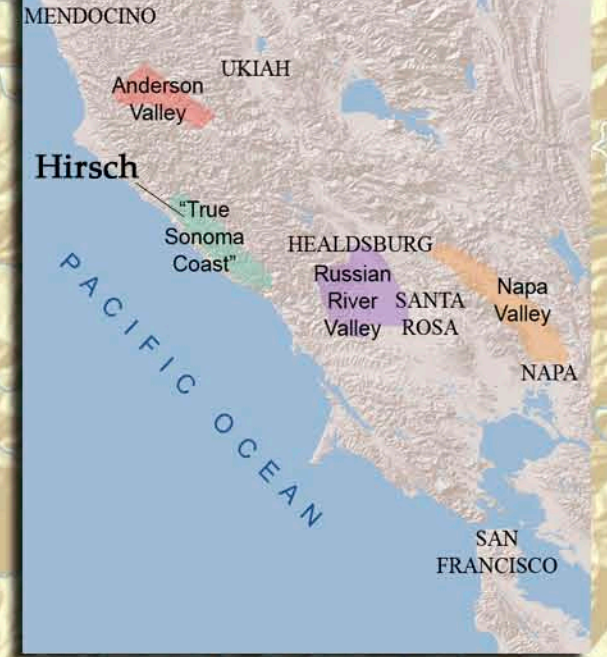 MENDOCINO
UKIAH
Anderson
Valley
Hirsch
"True
Sonoma
Coast"
HEALDSBURG
Russian
River
Valley
SANTA
ROSA
Napa
Valley
NAPA
PACIFIC OCEAN
SAN
FRANCISCO